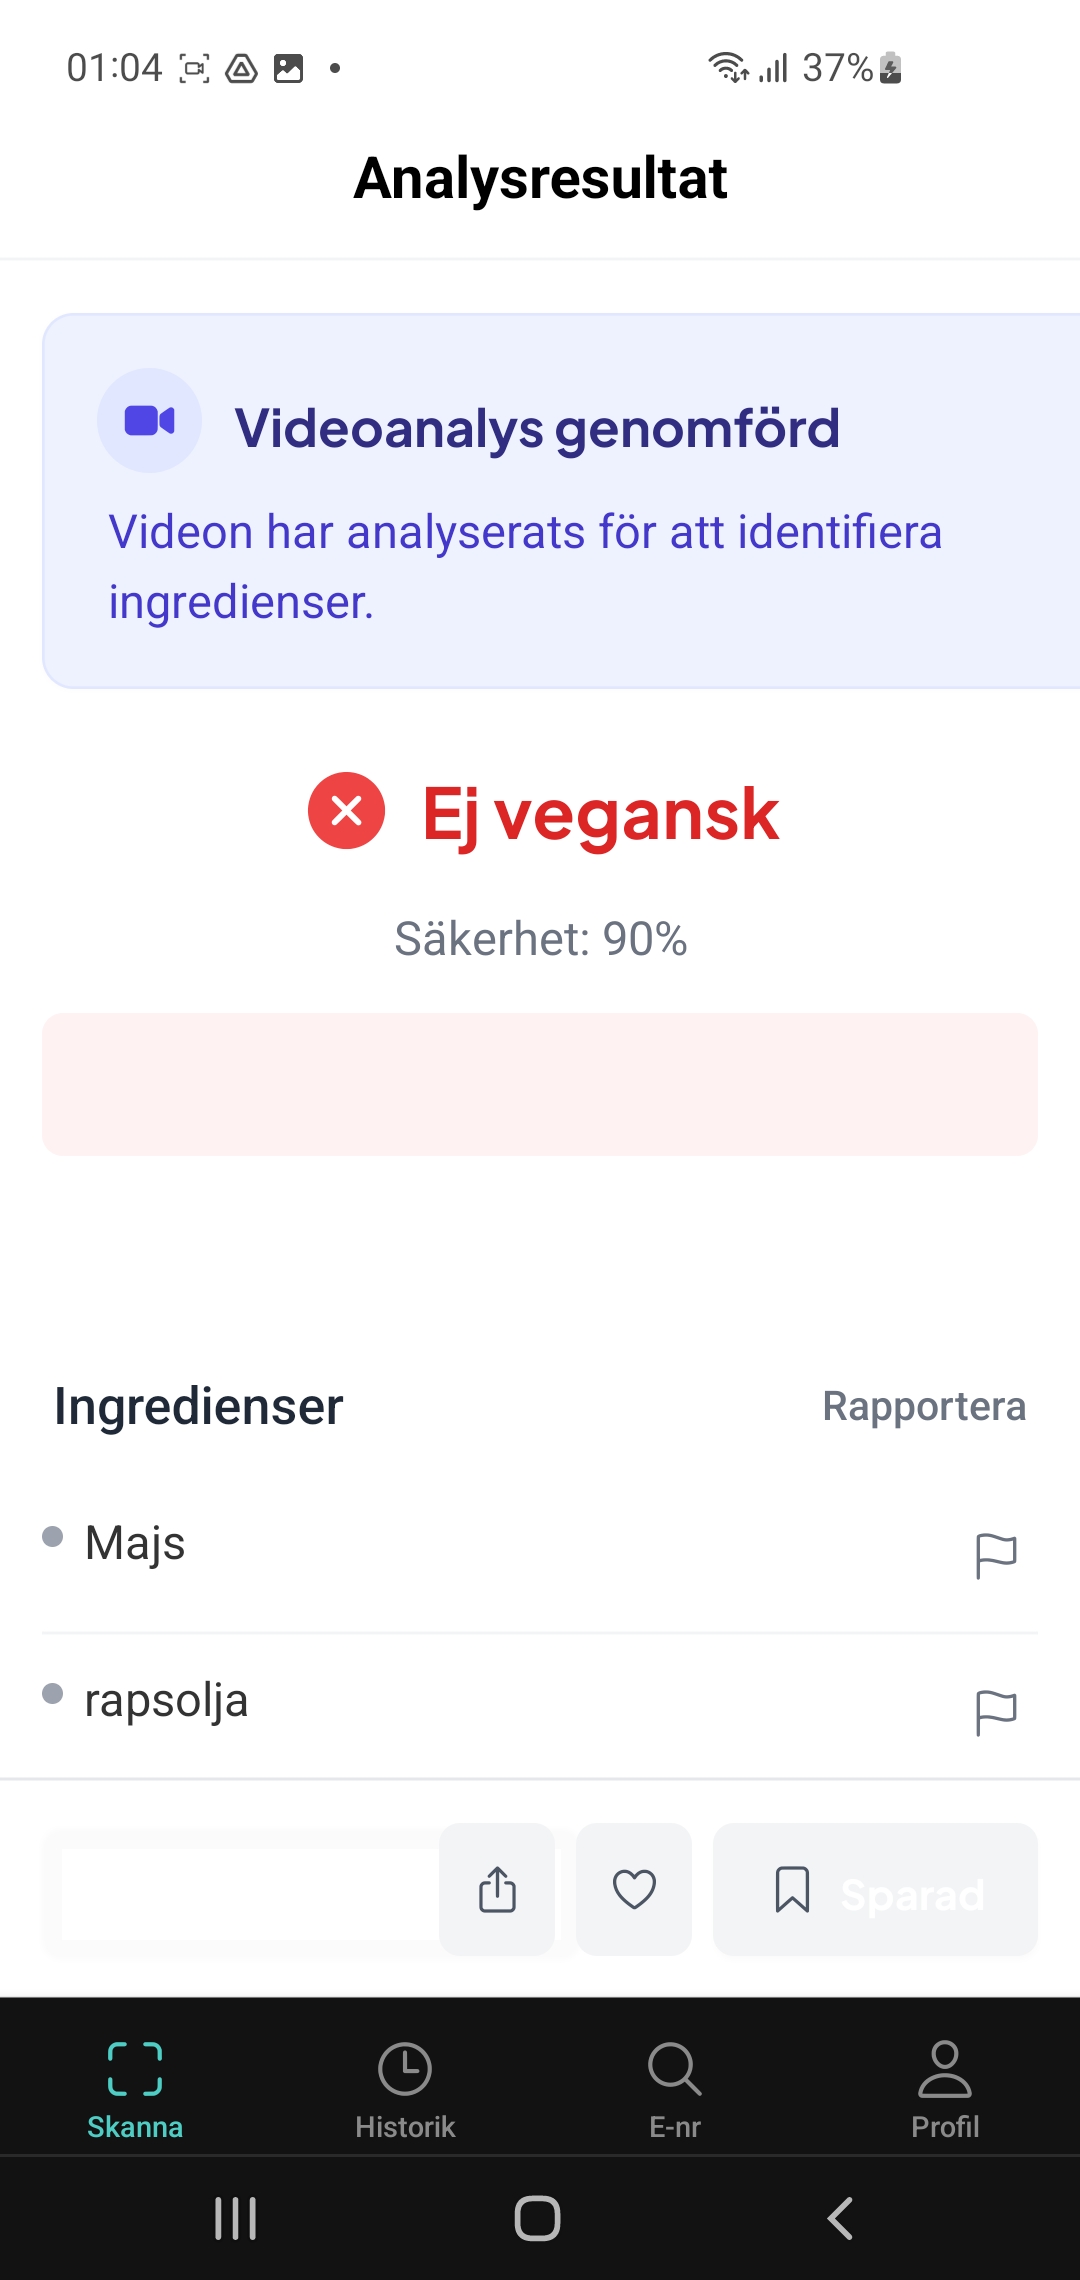 01:04
37%
Analysresultat
Videoanalys genomförd
Videon har analyserats för att identifiera
ingredienser.
Ej vegansk
Säkerhet: 90%
Ingredienser
Rapportera
Majs
rapsolja
Sparad
Skanna
Historik
E-nr
Profil